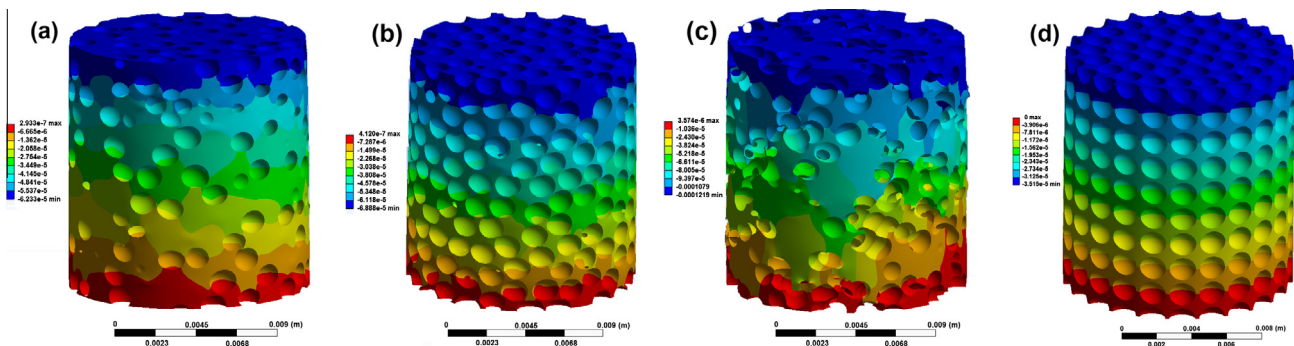 (a)
2.933e-7 max
-6.665e-6
-1.362e-5
-2.058e-5
-2.754e-5
-3.449e-5
-4.145e-5
-4.841e-5
-5.537e-5
-6.233e-5 min
0 0.0045 0.009 (m)
0.0023 0.0068
(b)
4.120e-7 max
-7.287e-6
-1.499e-5
-2.268e-5
-3.038e-5
-3.808e-5
-4.578e-5
-5.348e-5
-6.118e-5
-6.888e-5 min
0 0.0045 0.009 (m)
0.0023 0.0068
(c)
3.874e-6 max
-1.036e-5
-2.430e-5
-3.824e-5
-5.218e-5
-6.611e-5
-8.005e-5
-9.397e-5
-0.0001079
-0.0001219 min
0 0.0045 0.009 (m)
0.0023 0.0068
(d)
0 max
-3.906e-6
-7.811e-6
-1.172e-5
-1.562e-5
-1.953e-5
-2.343e-5
-2.734e-5
-3.125e-5
-3.515e-5 min
0 0.004 0.008 (m)
0.002 0.006